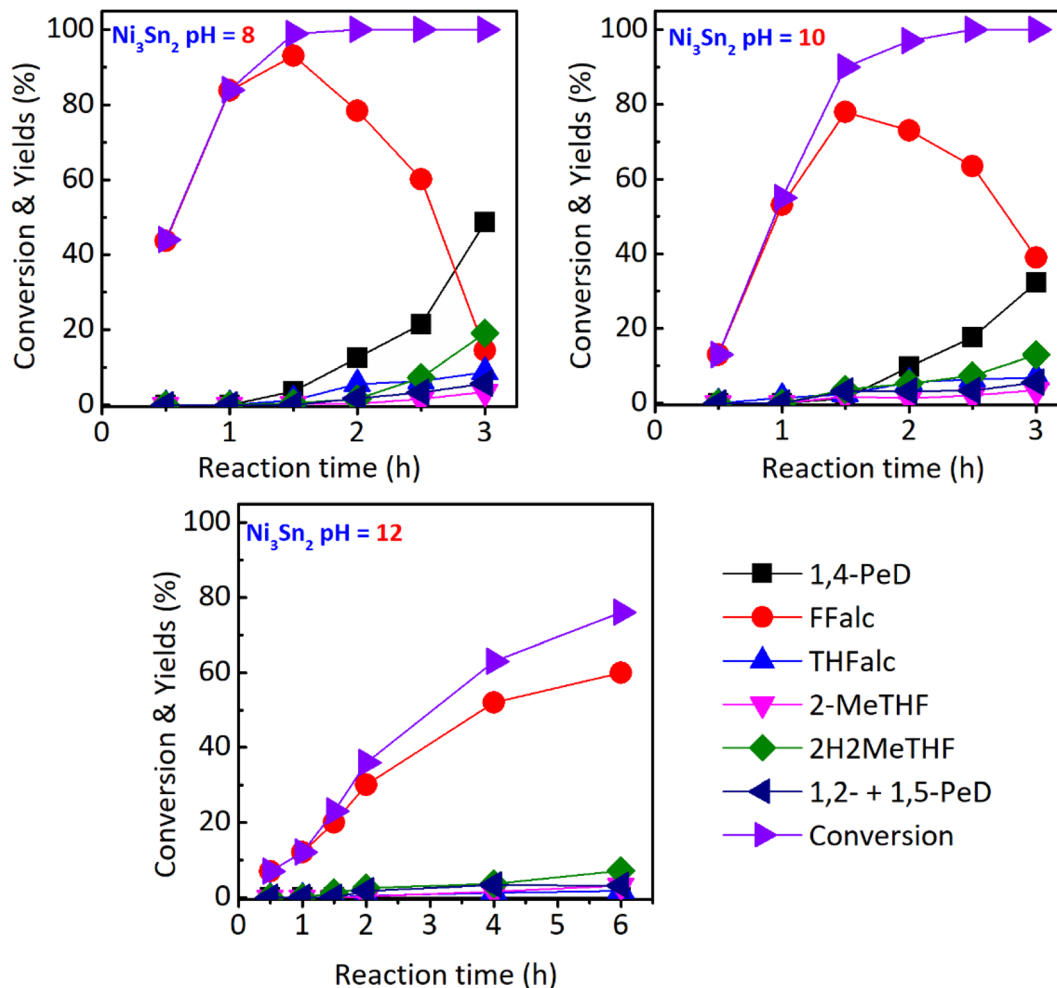 Ni₃Sn₂ pH = 8
Conversion & Yields (%)
100
80
60
40
20
0
0 1 2 3
Reaction time (h)
Ni₃Sn₂ pH = 10
Conversion & Yields (%)
100
80
60
40
20
0
0 1 2 3
Reaction time (h)
Ni₃Sn₂ pH = 12
Conversion & Yields (%)
100
80
60
40
20
0
0 1 2 3 4 5 6
Reaction time (h)
1,4-PeD
FFalc
THFalc
2-MeTHF
2H2MeTHF
1,2- + 1,5-PeD
Conversion